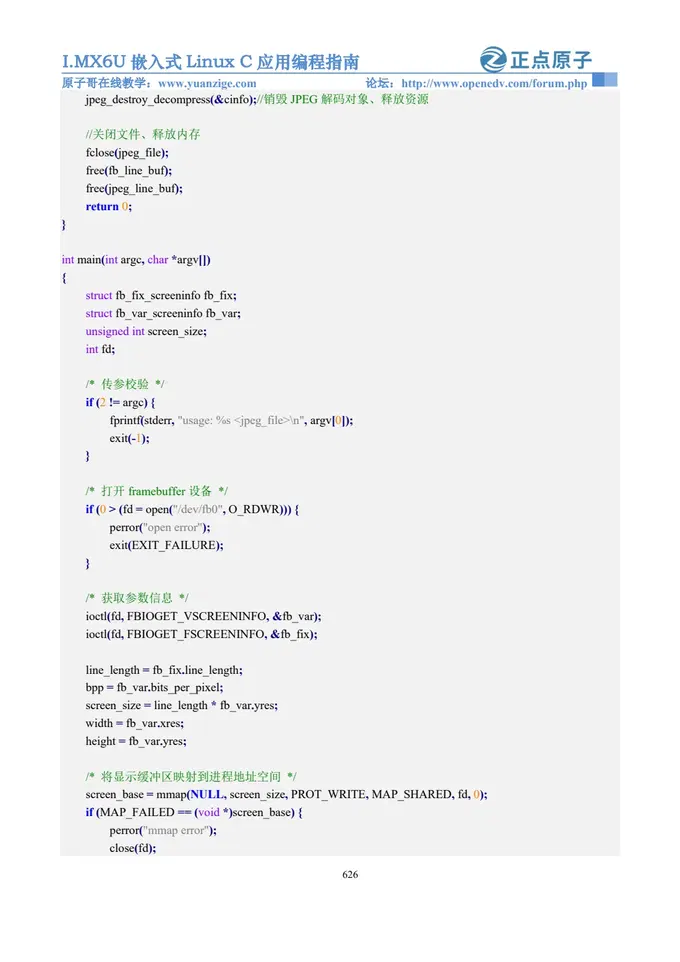 I.MX6U 嵌入式 Linux C 应用编程指南
正点原子
原子哥在线教学：www.yuanzige.com 论坛：http://www.openedv.com/forum.php
jpeg_destroy_decompress(&cinfo);//销毁 JPEG 解码对象、释放资源
//关闭文件、释放内存
fclose(jpeg_file);
free(fb_line_buf);
free(jpeg_line_buf);
return 0;
}
int main(int argc, char *argv[])
{
struct fb_fix_screeninfo fb_fix;
struct fb_var_screeninfo fb_var;
unsigned int screen_size;
int fd;
/* 传参校验 */
if (2 != argc) {
fprintf(stderr, "usage: %s <jpeg_file>\n", argv[0]);
exit(-1);
}
/* 打开 framebuffer 设备 */
if (0 > (fd = open("/dev/fb0", O_RDWR))) {
perror("open error");
exit(EXIT_FAILURE);
}
/* 获取参数信息 */
ioctl(fd, FBIOGET_VSCREENINFO, &fb_var);
ioctl(fd, FBIOGET_FSCREENINFO, &fb_fix);
line_length = fb_fix.line_length;
bpp = fb_var.bits_per_pixel;
screen_size = line_length * fb_var.yres;
width = fb_var.xres;
height = fb_var.yres;
/* 将显示缓冲区映射到进程地址空间 */
screen_base = mmap(NULL, screen_size, PROT_WRITE, MAP_SHARED, fd, 0);
if (MAP_FAILED == (void *)screen_base) {
perror("mmap error");
close(fd);
626